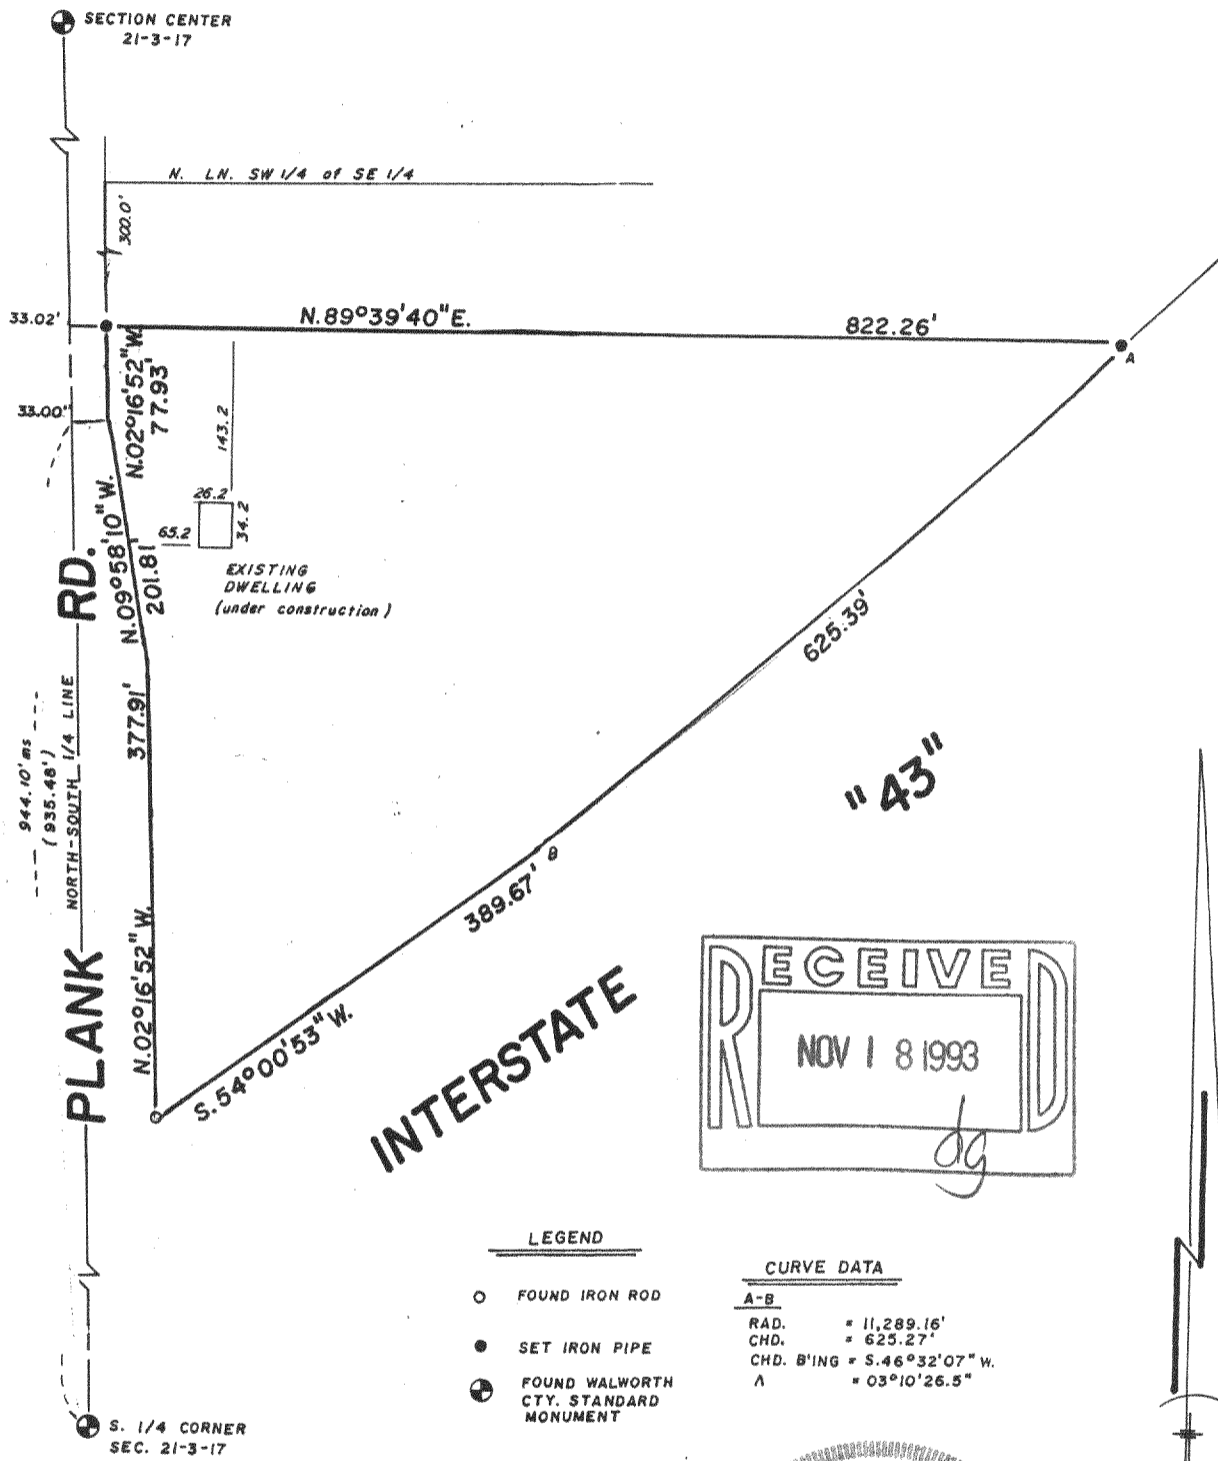 SECTION CENTER
21-3-17
N. LN. SW 1/4 of SE 1/4
300.0'
33.02'
N.89°39'40"E.
822.26'
A
N.02°16'52"W.
77.93'
33.00"
143.2
26.2
34.2
65.2
N.09°58'10"W.
201.81'
EXISTING
DWELLING
(under construction)
625.39'
377.91'
944.10' ms
(935.48')
NORTH-SOUTH 1/4 LINE
PLANK RD.
"43"
B
389.67'
N.02°16'52"W.
S.54°00'53"W.
INTERSTATE
RECEIVED
NOV 18 1993
dg
LEGEND
FOUND IRON ROD
SET IRON PIPE
FOUND WALWORTH
CTY. STANDARD
MONUMENT
CURVE DATA
A-B
RAD. = 11,289.16'
CHD. = 625.27'
CHD. B'ING = S.46°32'07"W.
Λ = 03°10'26.5"
S. 1/4 CORNER
SEC. 21-3-17